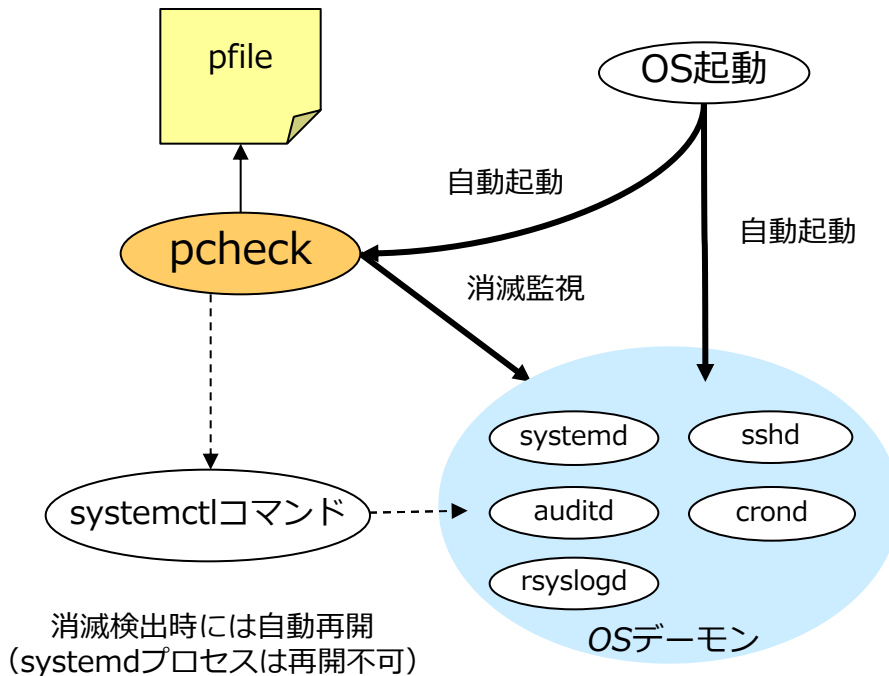 pfile
OS起動
自動起動
自動起動
pcheck
消滅監視
systemd
sshd
systemctlコマンド
auditd
crond
rsyslogd
OSデーモン
消滅検出時には自動再開
（systemdプロセスは再開不可）